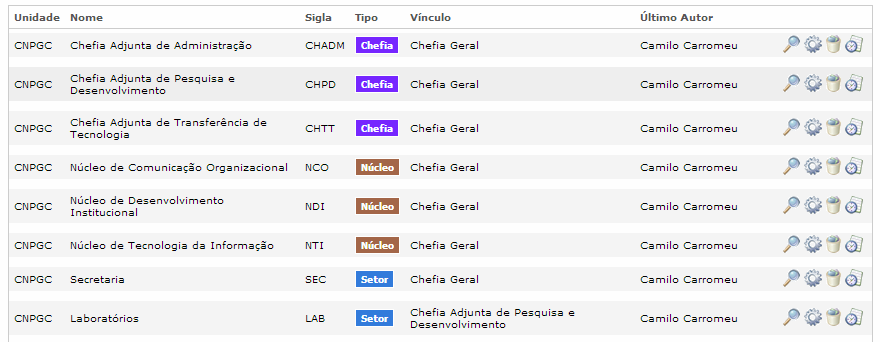 Unidade Nome Sigla Tipo Vínculo Último Autor
CNPGC Chefia Adjunta de Administração CHADM Chefia Chefia Geral Camilo Carromeu
CNPGC Chefia Adjunta de Pesquisa e Desenvolvimento CHPD Chefia Chefia Geral Camilo Carromeu
CNPGC Chefia Adjunta de Transferência de Tecnologia CHTT Chefia Chefia Geral Camilo Carromeu
CNPGC Núcleo de Comunicação Organizacional NCO Núcleo Chefia Geral Camilo Carromeu
CNPGC Núcleo de Desenvolvimento Institucional NDI Núcleo Chefia Geral Camilo Carromeu
CNPGC Núcleo de Tecnologia da Informação NTI Núcleo Chefia Geral Camilo Carromeu
CNPGC Secretaria SEC Setor Chefia Geral Camilo Carromeu
CNPGC Laboratórios LAB Setor Chefia Adjunta de Pesquisa e Desenvolvimento Camilo Carromeu